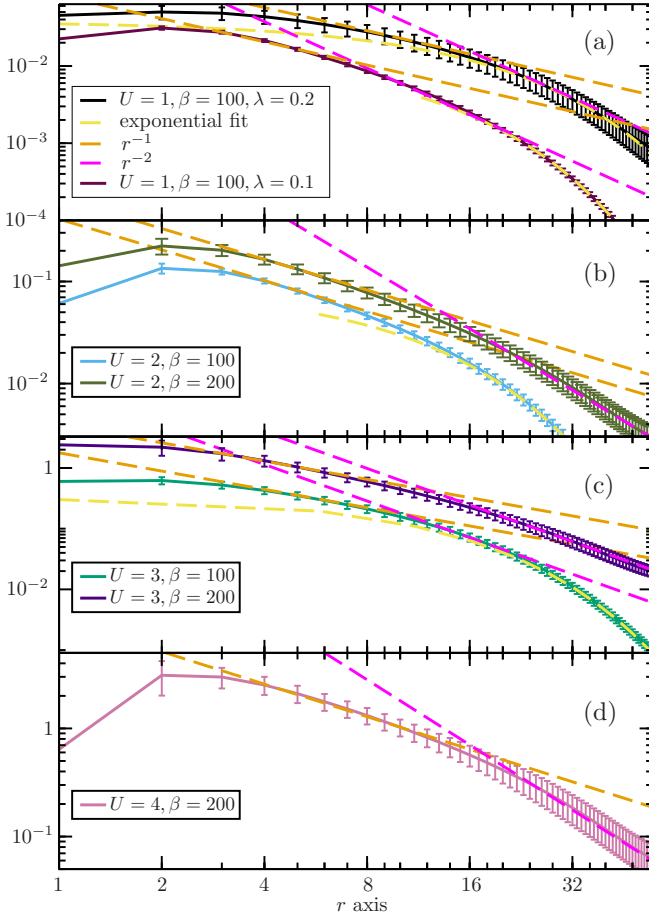 (a)
10⁻²
10⁻³
U = 1, β = 100, λ = 0.2
exponential fit
r⁻¹
r⁻²
U = 1, β = 100, λ = 0.1
10⁻⁴
(b)
10⁻¹
10⁻²
U = 2, β = 100
U = 2, β = 200
(c)
1
10⁻²
U = 3, β = 100
U = 3, β = 200
(d)
1
10⁻¹
U = 4, β = 200
1 2 4 8 16 32
r axis